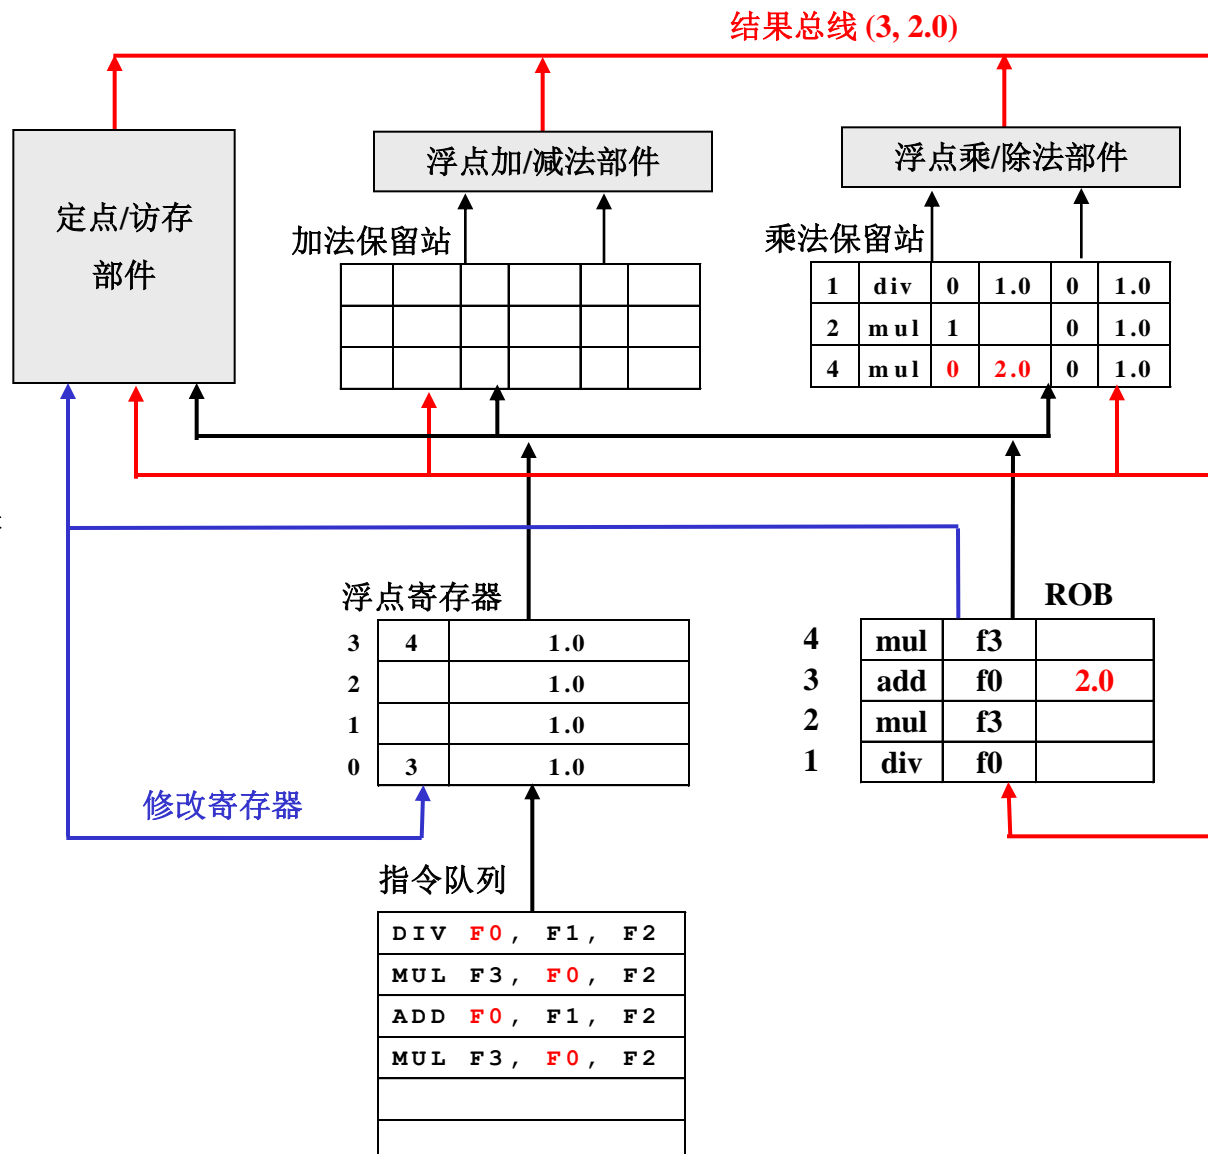 结果总线 (3, 2.0)
定点/访存
部件
浮点加/减法部件
浮点乘/除法部件
加法保留站
乘法保留站
1 div 0 1.0 0 1.0
2 mul 1 0 1.0
4 mul 0 2.0 0 1.0
浮点寄存器
3 4 1.0
2 1.0
1 1.0
0 3 1.0
ROB
4 mul f3
3 add f0 2.0
2 mul f3
1 div f0
修改寄存器
指令队列
DIV F0, F1, F2
MUL F3, F0, F2
ADD F0, F1, F2
MUL F3, F0, F2